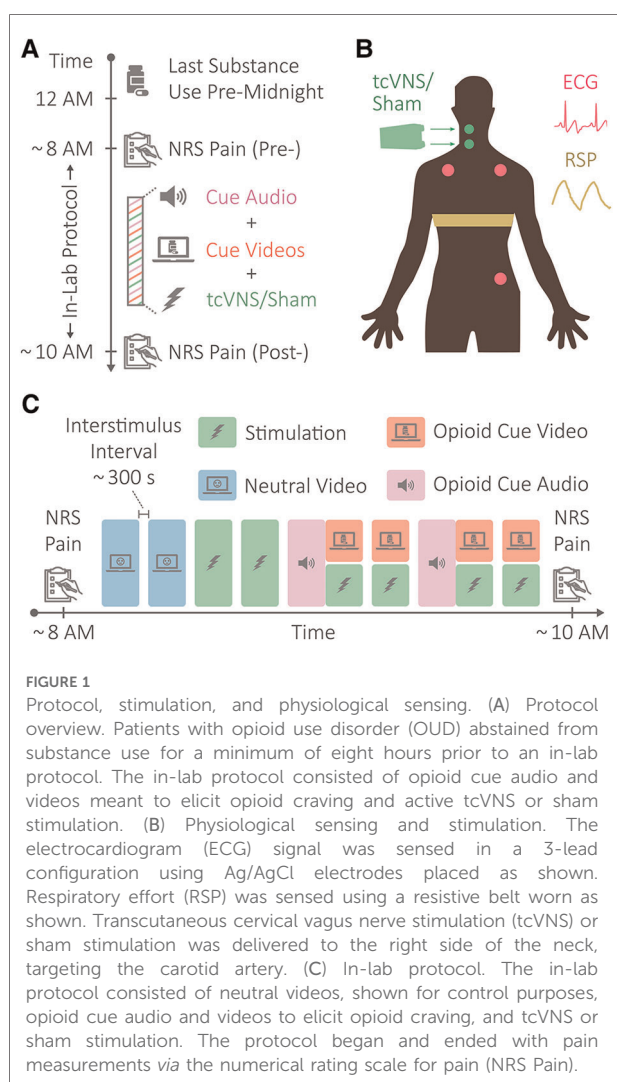 A
Time
Last Substance
Use Pre-Midnight
12 AM
~ 8 AM
NRS Pain (Pre-)
In-Lab Protocol
Cue Audio
+
Cue Videos
+
tcVNS/Sham
~ 10 AM
NRS Pain (Post-)
B
tcVNS/
Sham
ECG
RSP
C
Interstimulus
Interval
~ 300 s
Stimulation
Opioid Cue Video
Neutral Video
Opioid Cue Audio
NRS
Pain
NRS
Pain
~ 8 AM
Time
~ 10 AM
FIGURE 1
Protocol, stimulation, and physiological sensing. (A) Protocol
overview. Patients with opioid use disorder (OUD) abstained from
substance use for a minimum of eight hours prior to an in-lab
protocol. The in-lab protocol consisted of opioid cue audio and
videos meant to elicit opioid craving and active tcVNS or sham
stimulation. (B) Physiological sensing and stimulation. The
electrocardiogram (ECG) signal was sensed in a 3-lead
configuration using Ag/AgCl electrodes placed as shown.
Respiratory effort (RSP) was sensed using a resistive belt worn as
shown. Transcutaneous cervical vagus nerve stimulation (tcVNS) or
sham stimulation was delivered to the right side of the neck,
targeting the carotid artery. (C) In-lab protocol. The in-lab
protocol consisted of neutral videos, shown for control purposes,
opioid cue audio and videos to elicit opioid craving, and tcVNS or
sham stimulation. The protocol began and ended with pain
measurements via the numerical rating scale for pain (NRS Pain).